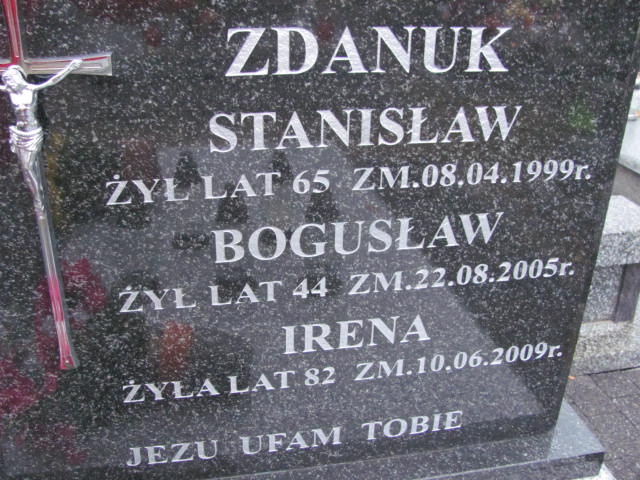 ZDANUK
STANISŁAW
ŻYŁ LAT 65 ZM.08.04.1999r.
BOGUSŁAW
ŻYŁ LAT 44 ZM.22.08.2005r.
IRENA
ŻYŁA LAT 82 ZM.10.06.2009r.
JEZU UFAM TOBIE